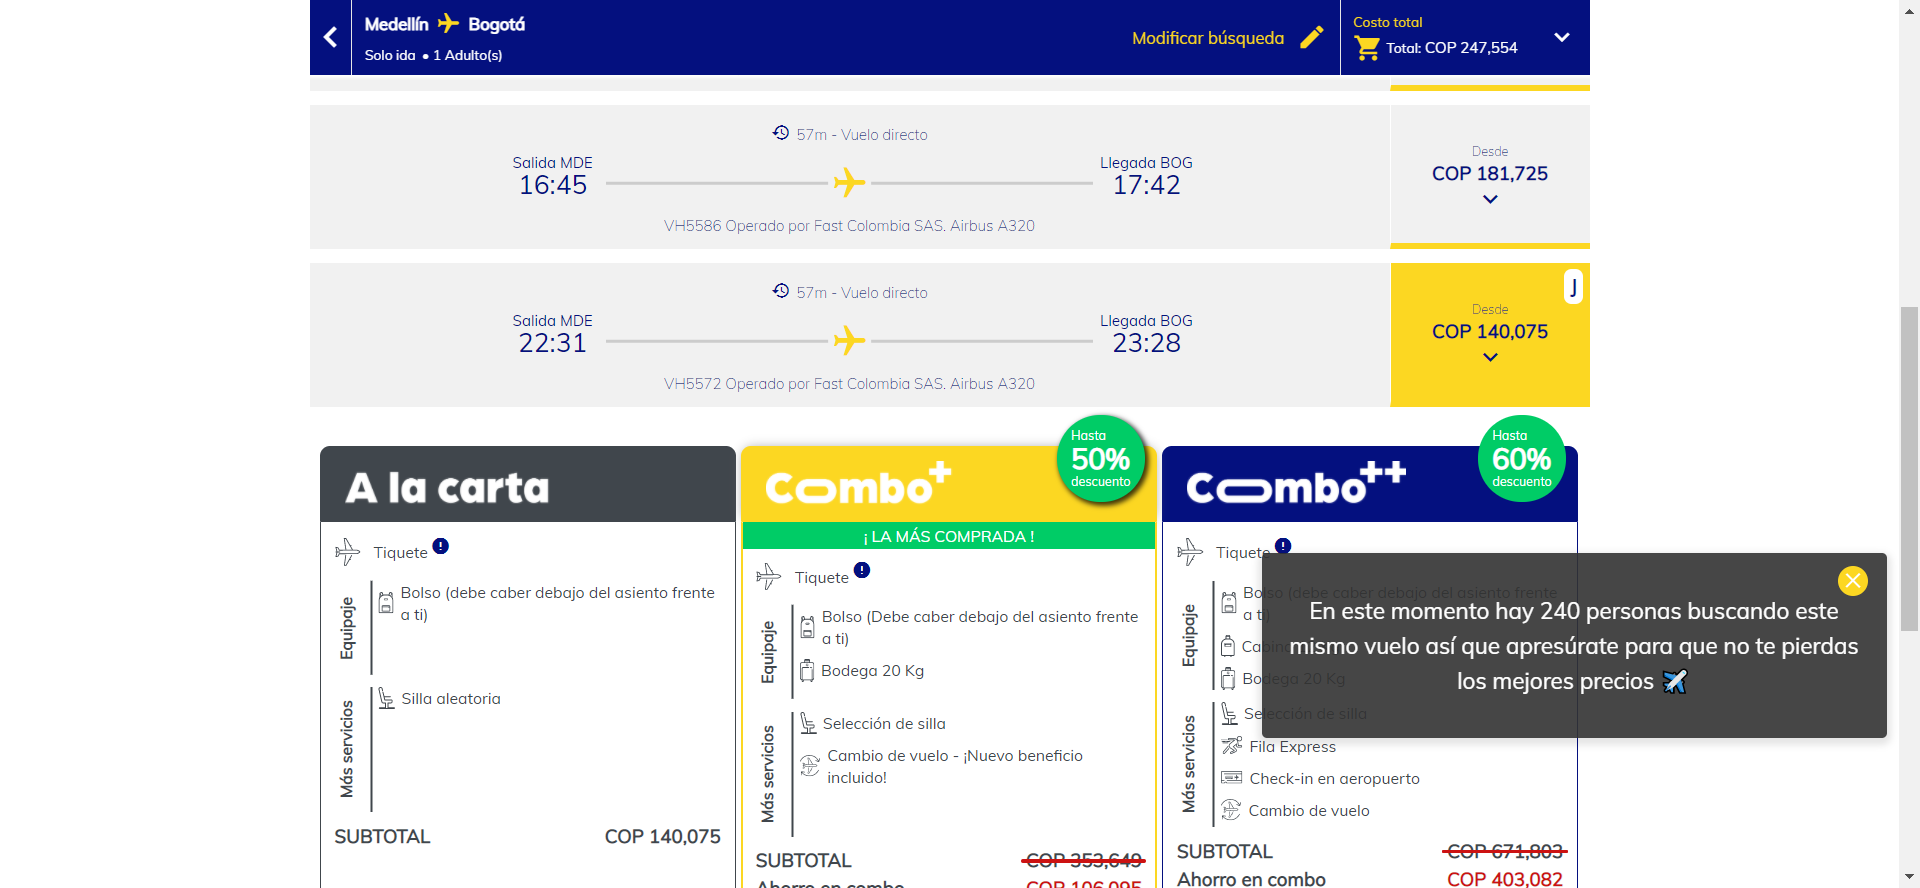 Medellín Bogotá
Solo ida • 1 Adulto(s)
Modificar búsqueda
Costo total
Total: COP 247,554
57m - Vuelo directo
Salida MDE
16:45
Llegada BOG
17:42
VH5586 Operado por Fast Colombia SAS. Airbus A320
Desde
COP 181,725
57m - Vuelo directo
Salida MDE
22:31
Llegada BOG
23:28
VH5572 Operado por Fast Colombia SAS. Airbus A320
J
Desde
COP 140,075
A la carta
Tiquete
Equipaje
Bolso (debe caber debajo del asiento frente
a ti)
Más servicios
Silla aleatoria
SUBTOTAL COP 140,075
Combo+
Hasta
50%
descuento
¡ LA MÁS COMPRADA !
Tiquete
Equipaje
Bolso (Debe caber debajo del asiento frente
a ti)
Bodega 20 Kg
Más servicios
Selección de silla
Cambio de vuelo - ¡Nuevo beneficio
incluido!
SUBTOTAL COP 353,649
Ahorro en combo COP 106,095
Combo++
Hasta
60%
descuento
Tiquete
Equipaje
Bolso (debe caber debajo del asiento frente
a ti)
Bodega 20 Kg
Más servicios
Selección de silla
Fila Express
Check-in en aeropuerto
Cambio de vuelo
SUBTOTAL COP 671,803
Ahorro en combo COP 403,082
En este momento hay 240 personas buscando este
mismo vuelo así que apresúrate para que no te pierdas
los mejores precios